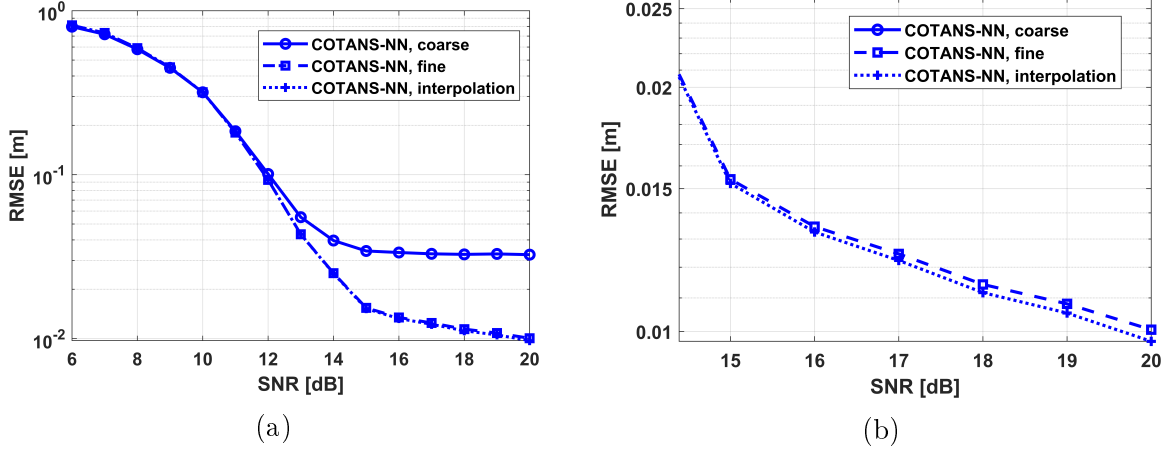 10^0
10^-1
10^-2
RMSE [m]
6 8 10 12 14 16 18 20
SNR [dB]
COTANS-NN, coarse
COTANS-NN, fine
COTANS-NN, interpolation
(a)
0.025
0.02
0.015
0.01
RMSE [m]
15 16 17 18 19 20
SNR [dB]
COTANS-NN, coarse
COTANS-NN, fine
COTANS-NN, interpolation
(b)